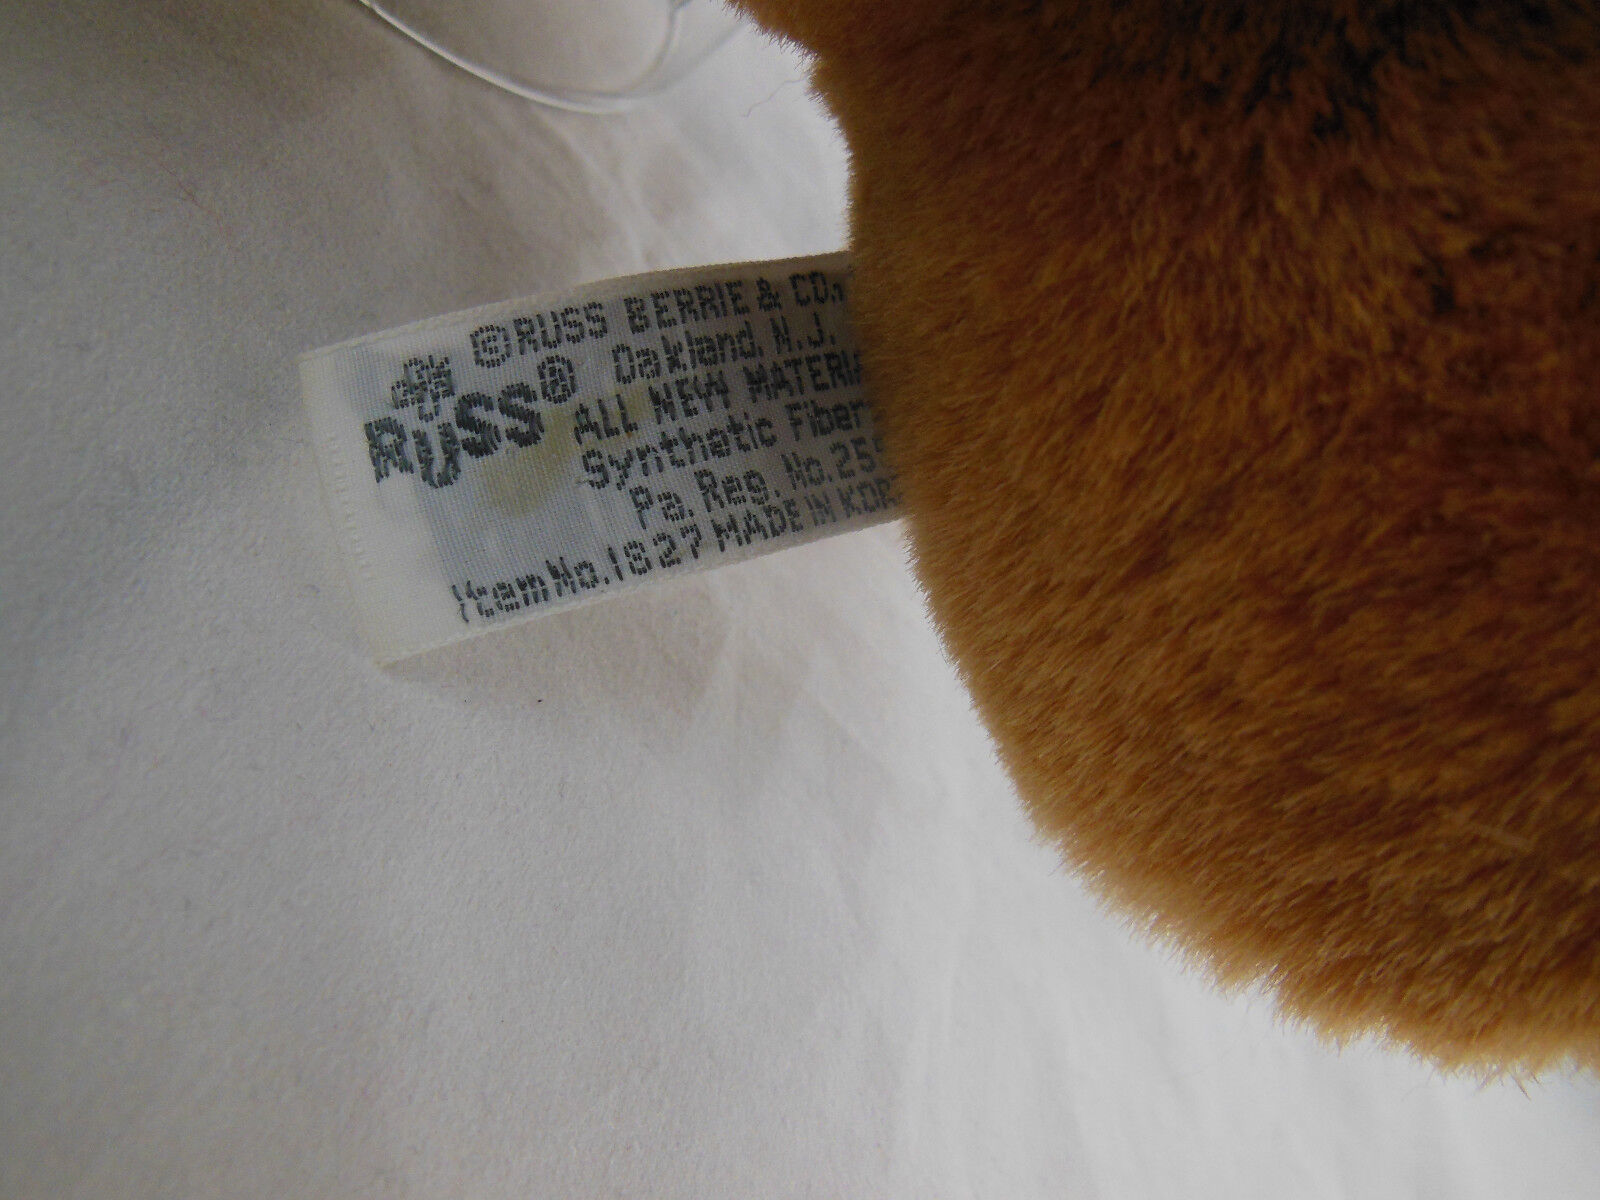 © RUSS BERRIE & CO.,
RUSS®
Oakland, N.J.
ALL NEW MATERI
Synthetic Fiber
Pa. Reg. No. 25
Item No. 1827 MADE IN KOR